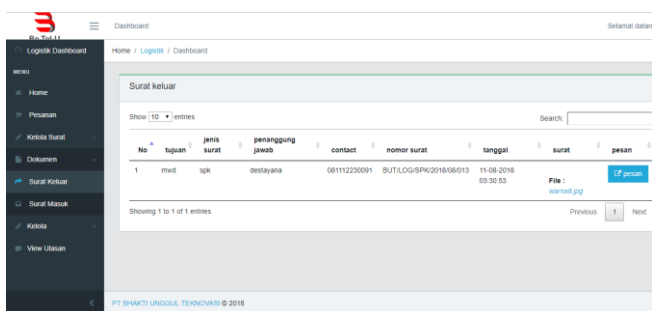 Dashboard
Selamat datan
Logistik Dashboard
Home / Logistik / Dashboard
MENU
Home
Pesanan
Kelola Surat
Dokumen
Surat Keluar
Surat Masuk
Kelola
View Ulasan
Surat keluar
Show 10 entries
Search:
No tujuan jenis surat penanggung jawab contact nomor surat tanggal surat pesan
1 mwd spk destayana 081112230091 BUT/LOG/SPK/2018/08/013 11-08-2018 03:30:53 File : warna8.jpg pesan
Showing 1 to 1 of 1 entries
Previous 1 Next
PT BHAKTI UNGGUL TEKNOVASI © 2018